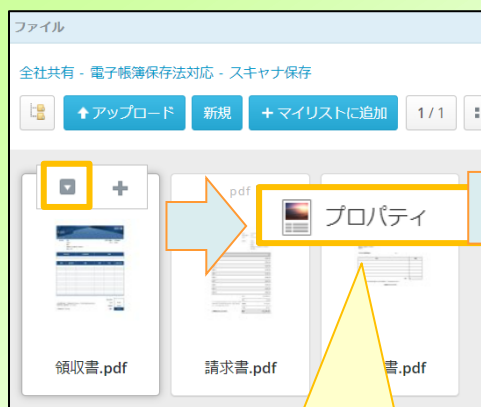 ファイル
全社共有 - 電子帳簿保存法対応 - スキャナ保存
アップロード 新規 + マイリストに追加 1 / 1
pdf
プロパティ
領収書.pdf 請求書.pdf 書.pdf